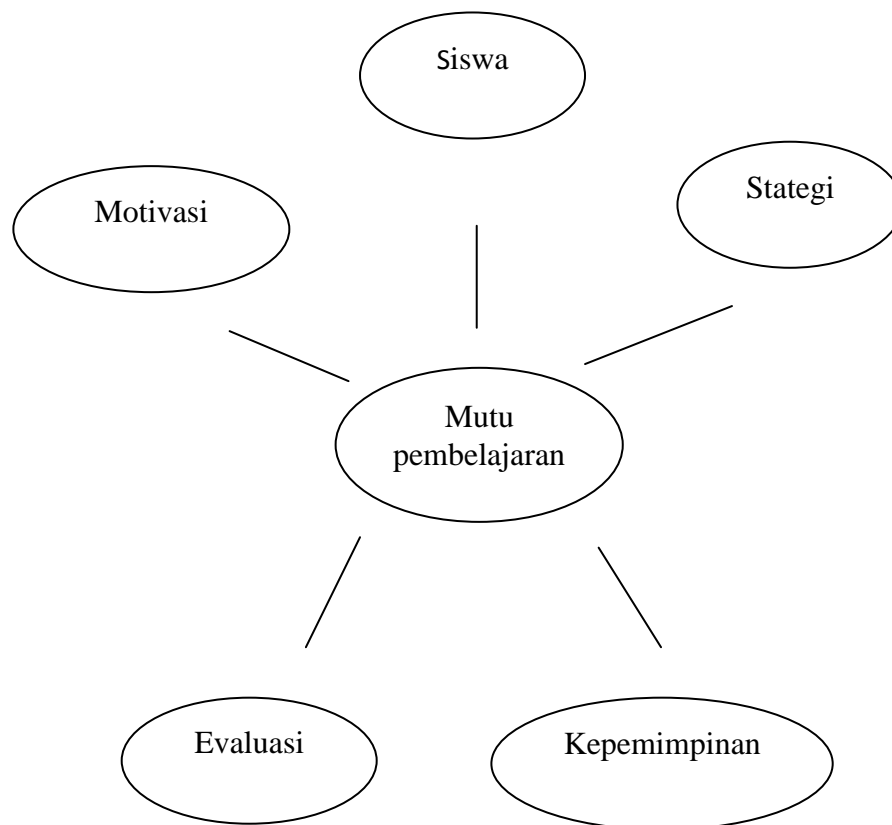 Siswa
Stategi
Motivasi
Mutu
pembelajaran
Evaluasi
Kepemimpinan